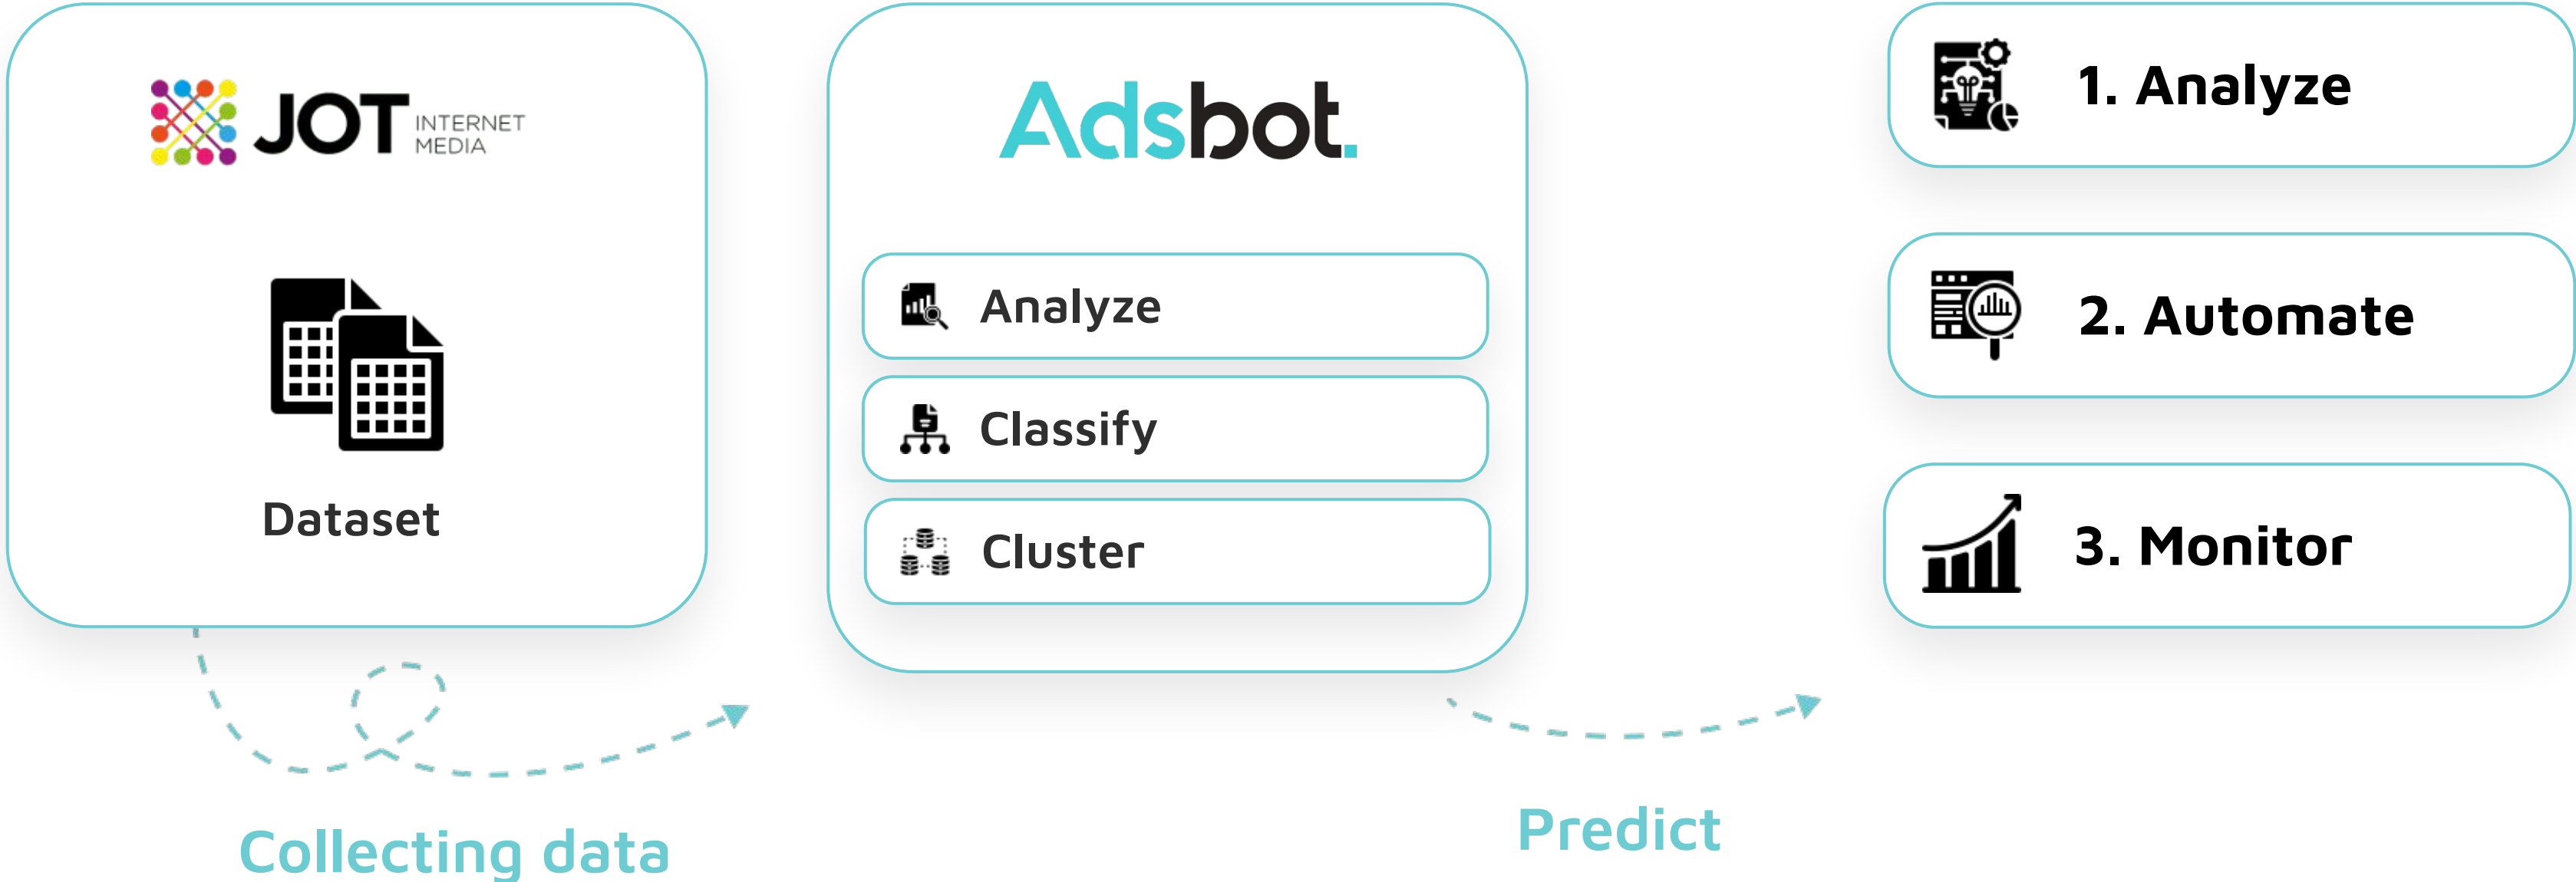 JOT INTERNET
MEDIA
Dataset
Collecting data
Adsbot.
Analyze
Classify
Cluster
Predict
1. Analyze
2. Automate
3. Monitor